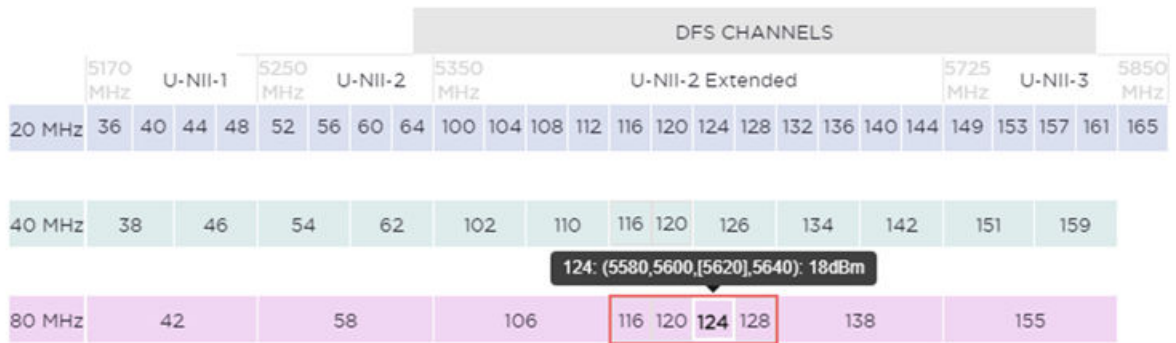 DFS CHANNELS
5170 MHz U-NII-1 5250 MHz U-NII-2 5350 MHz U-NII-2 Extended 5725 MHz U-NII-3 5850 MHz
20 MHz 36 40 44 48 52 56 60 64 100 104 108 112 116 120 124 128 132 136 140 144 149 153 157 161 165
40 MHz 38 46 54 62 102 110 116 120 126 134 142 151 159
124: (5580,5600,[5620],5640): 18dBm
80 MHz 42 58 106 116 120 124 128 138 155